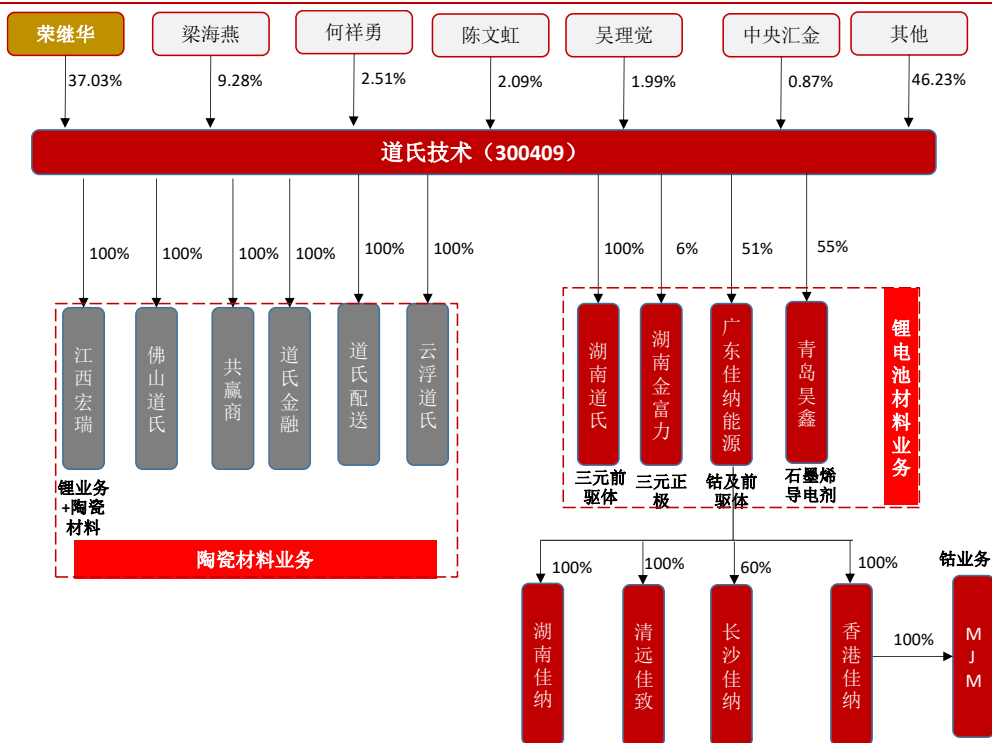 荣继华
梁海燕
何祥勇
陈文虹
吴理觉
中央汇金
其他
37.03%
9.28%
2.51%
2.09%
1.99%
0.87%
46.23%
道氏技术（300409）
100%
100%
100%
100%
100%
100%
100%
6%
51%
55%
江西宏瑞
佛山道氏
共赢商
道氏金融
道氏配送
云浮道氏
湖南道氏
湖南金富力
广东佳纳能源
青岛昊鑫
锂电池材料业务
锂业务
+陶瓷
材料
三元前
驱体
三元正
极
钴及前
驱体
石墨烯
导电剂
陶瓷材料业务
100%
100%
60%
100%
钴业务
湖南佳纳
清远佳致
长沙佳纳
香港佳纳
100%
MJM